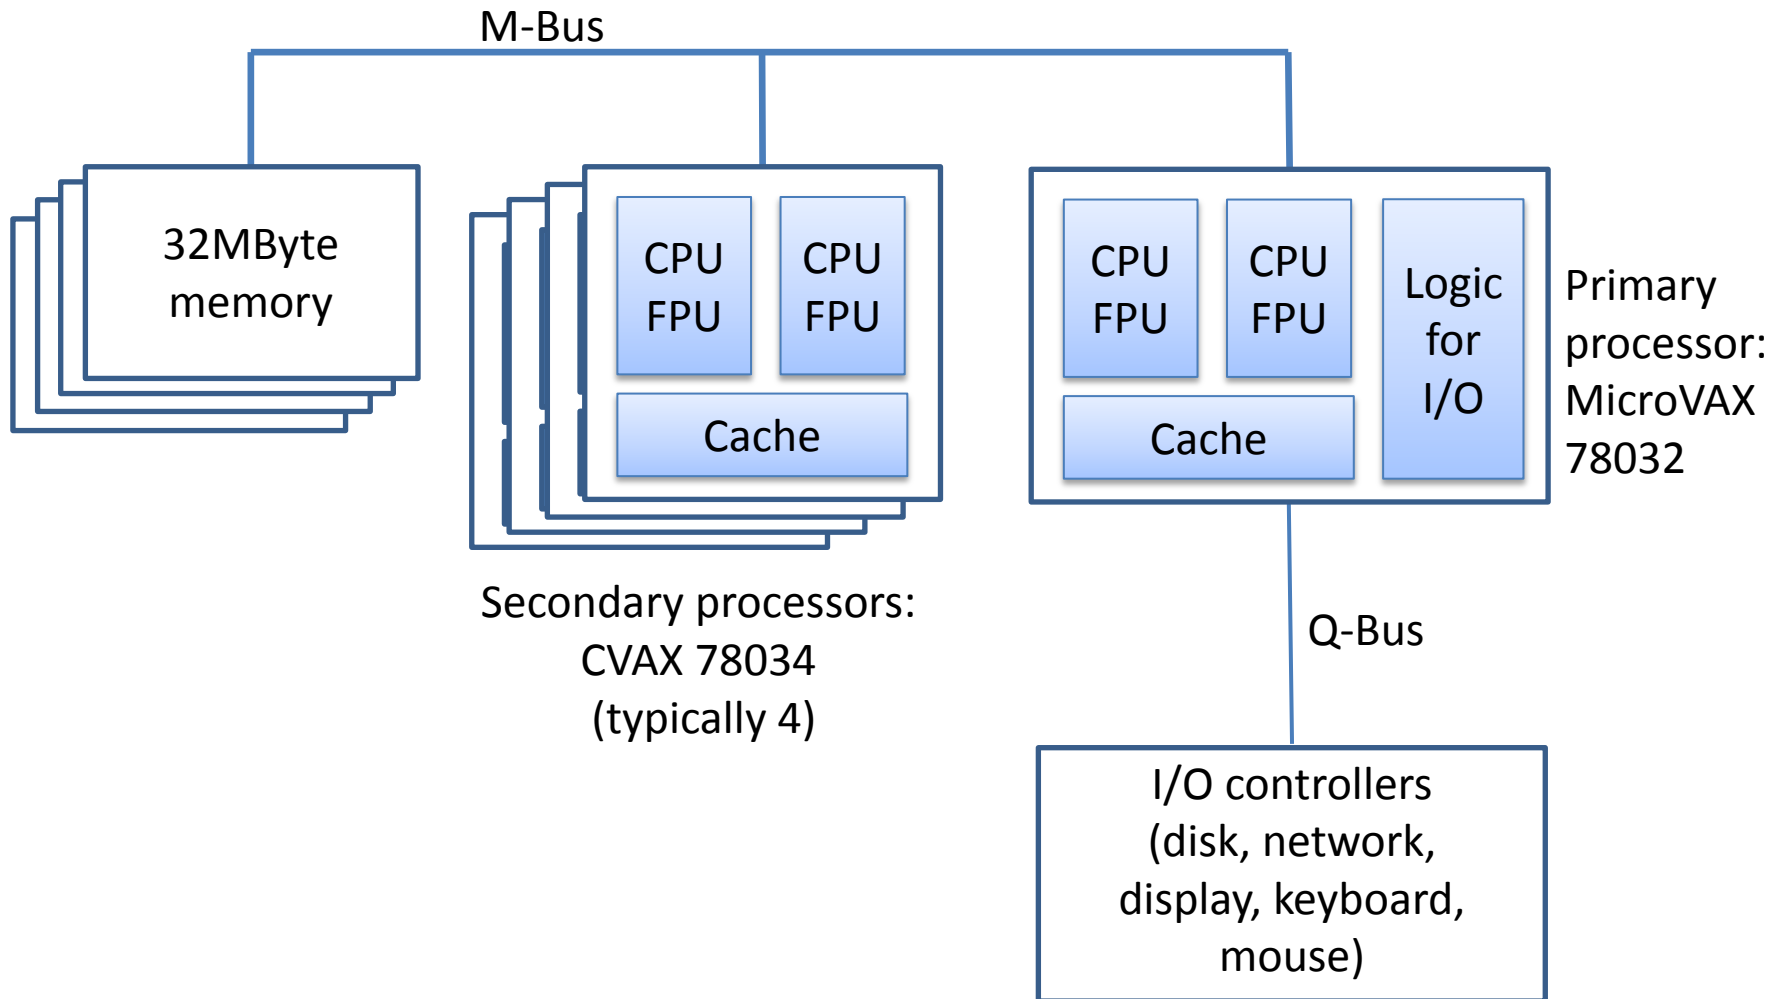 M-Bus
32MByte
memory
CPU
FPU
CPU
FPU
Cache
CPU
FPU
CPU
FPU
Cache
Logic
for
I/O
Primary
processor:
MicroVAX
78032
Secondary processors:
CVAX 78034
(typically 4)
Q-Bus
I/O controllers
(disk, network,
display, keyboard,
mouse)